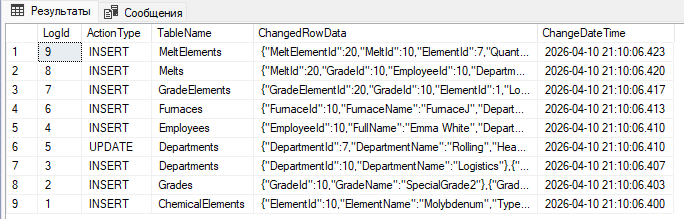 Результаты Сообщения
LogId ActionType TableName ChangedRowData ChangeDateTime
1 9 INSERT MeltElements {"MeltElementId":20,"MeltId":10,"ElementId":7,"Quant... 2026-04-10 21:10:06.423
2 8 INSERT Melts {"MeltId":20,"GradeId":10,"EmployeeId":10,"Departm... 2026-04-10 21:10:06.420
3 7 INSERT GradeElements {"GradeElementId":20,"GradeId":10,"ElementId":1,"Lo... 2026-04-10 21:10:06.417
4 6 INSERT Furnaces {"FurnaceId":10,"FurnaceName":"FurnaceJ","Depart... 2026-04-10 21:10:06.413
5 4 INSERT Employees {"EmployeeId":10,"FullName":"Emma White","Depart... 2026-04-10 21:10:06.410
6 5 UPDATE Departments {"DepartmentId":7,"DepartmentName":"Rolling","Hea... 2026-04-10 21:10:06.410
7 3 INSERT Departments {"DepartmentId":10,"DepartmentName":"Logistics"},{"... 2026-04-10 21:10:06.407
8 2 INSERT Grades {"GradeId":10,"GradeName":"SpecialGrade2"},{"Grad... 2026-04-10 21:10:06.403
9 1 INSERT ChemicalElements {"ElementId":10,"ElementName":"Molybdenum","Type... 2026-04-10 21:10:06.400